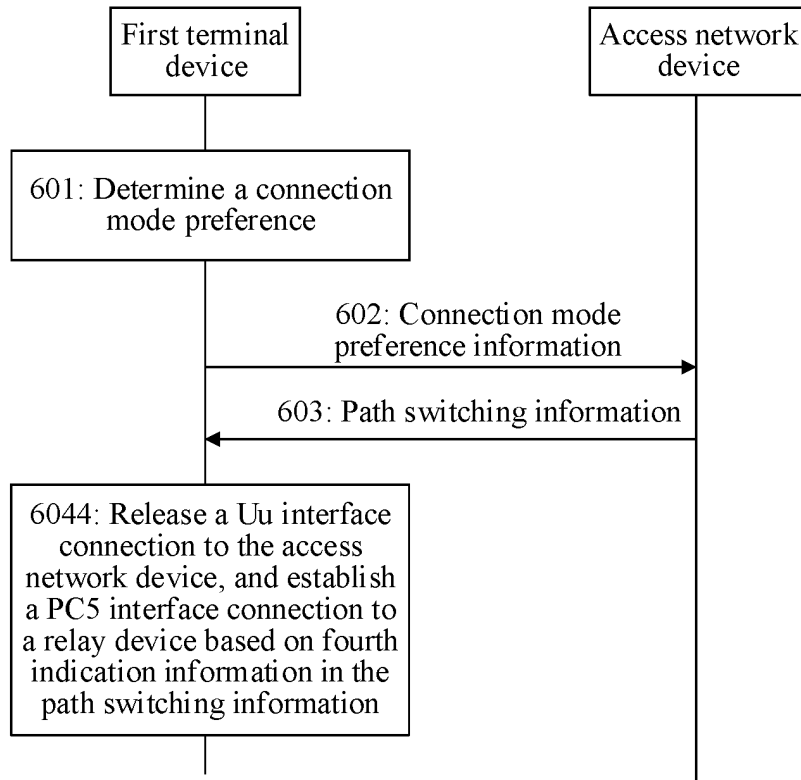 First terminal
device
Access network
device
601: Determine a connection
mode preference
602: Connection mode
preference information
603: Path switching information
6044: Release a Uu interface
connection to the access
network device, and establish
a PC5 interface connection to
a relay device based on fourth
indication information in the
path switching information